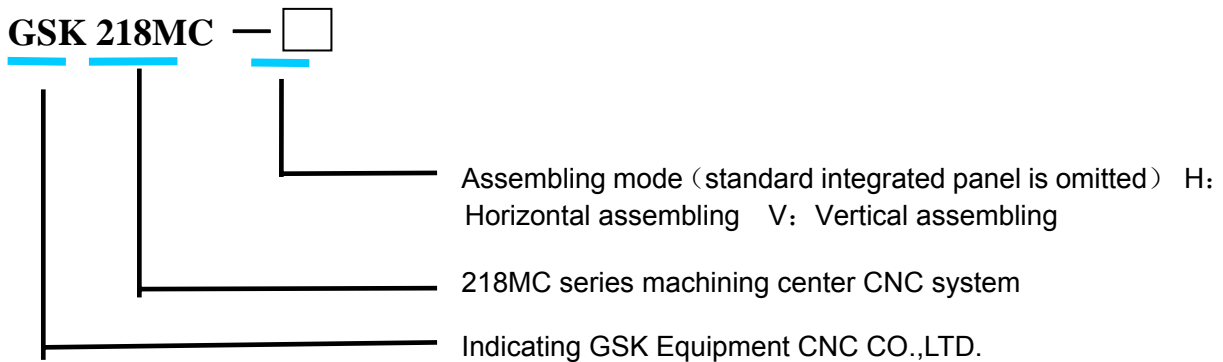 GSK 218MC — □
Assembling mode（standard integrated panel is omitted） H：
Horizontal assembling V：Vertical assembling
218MC series machining center CNC system
Indicating GSK Equipment CNC CO.,LTD.